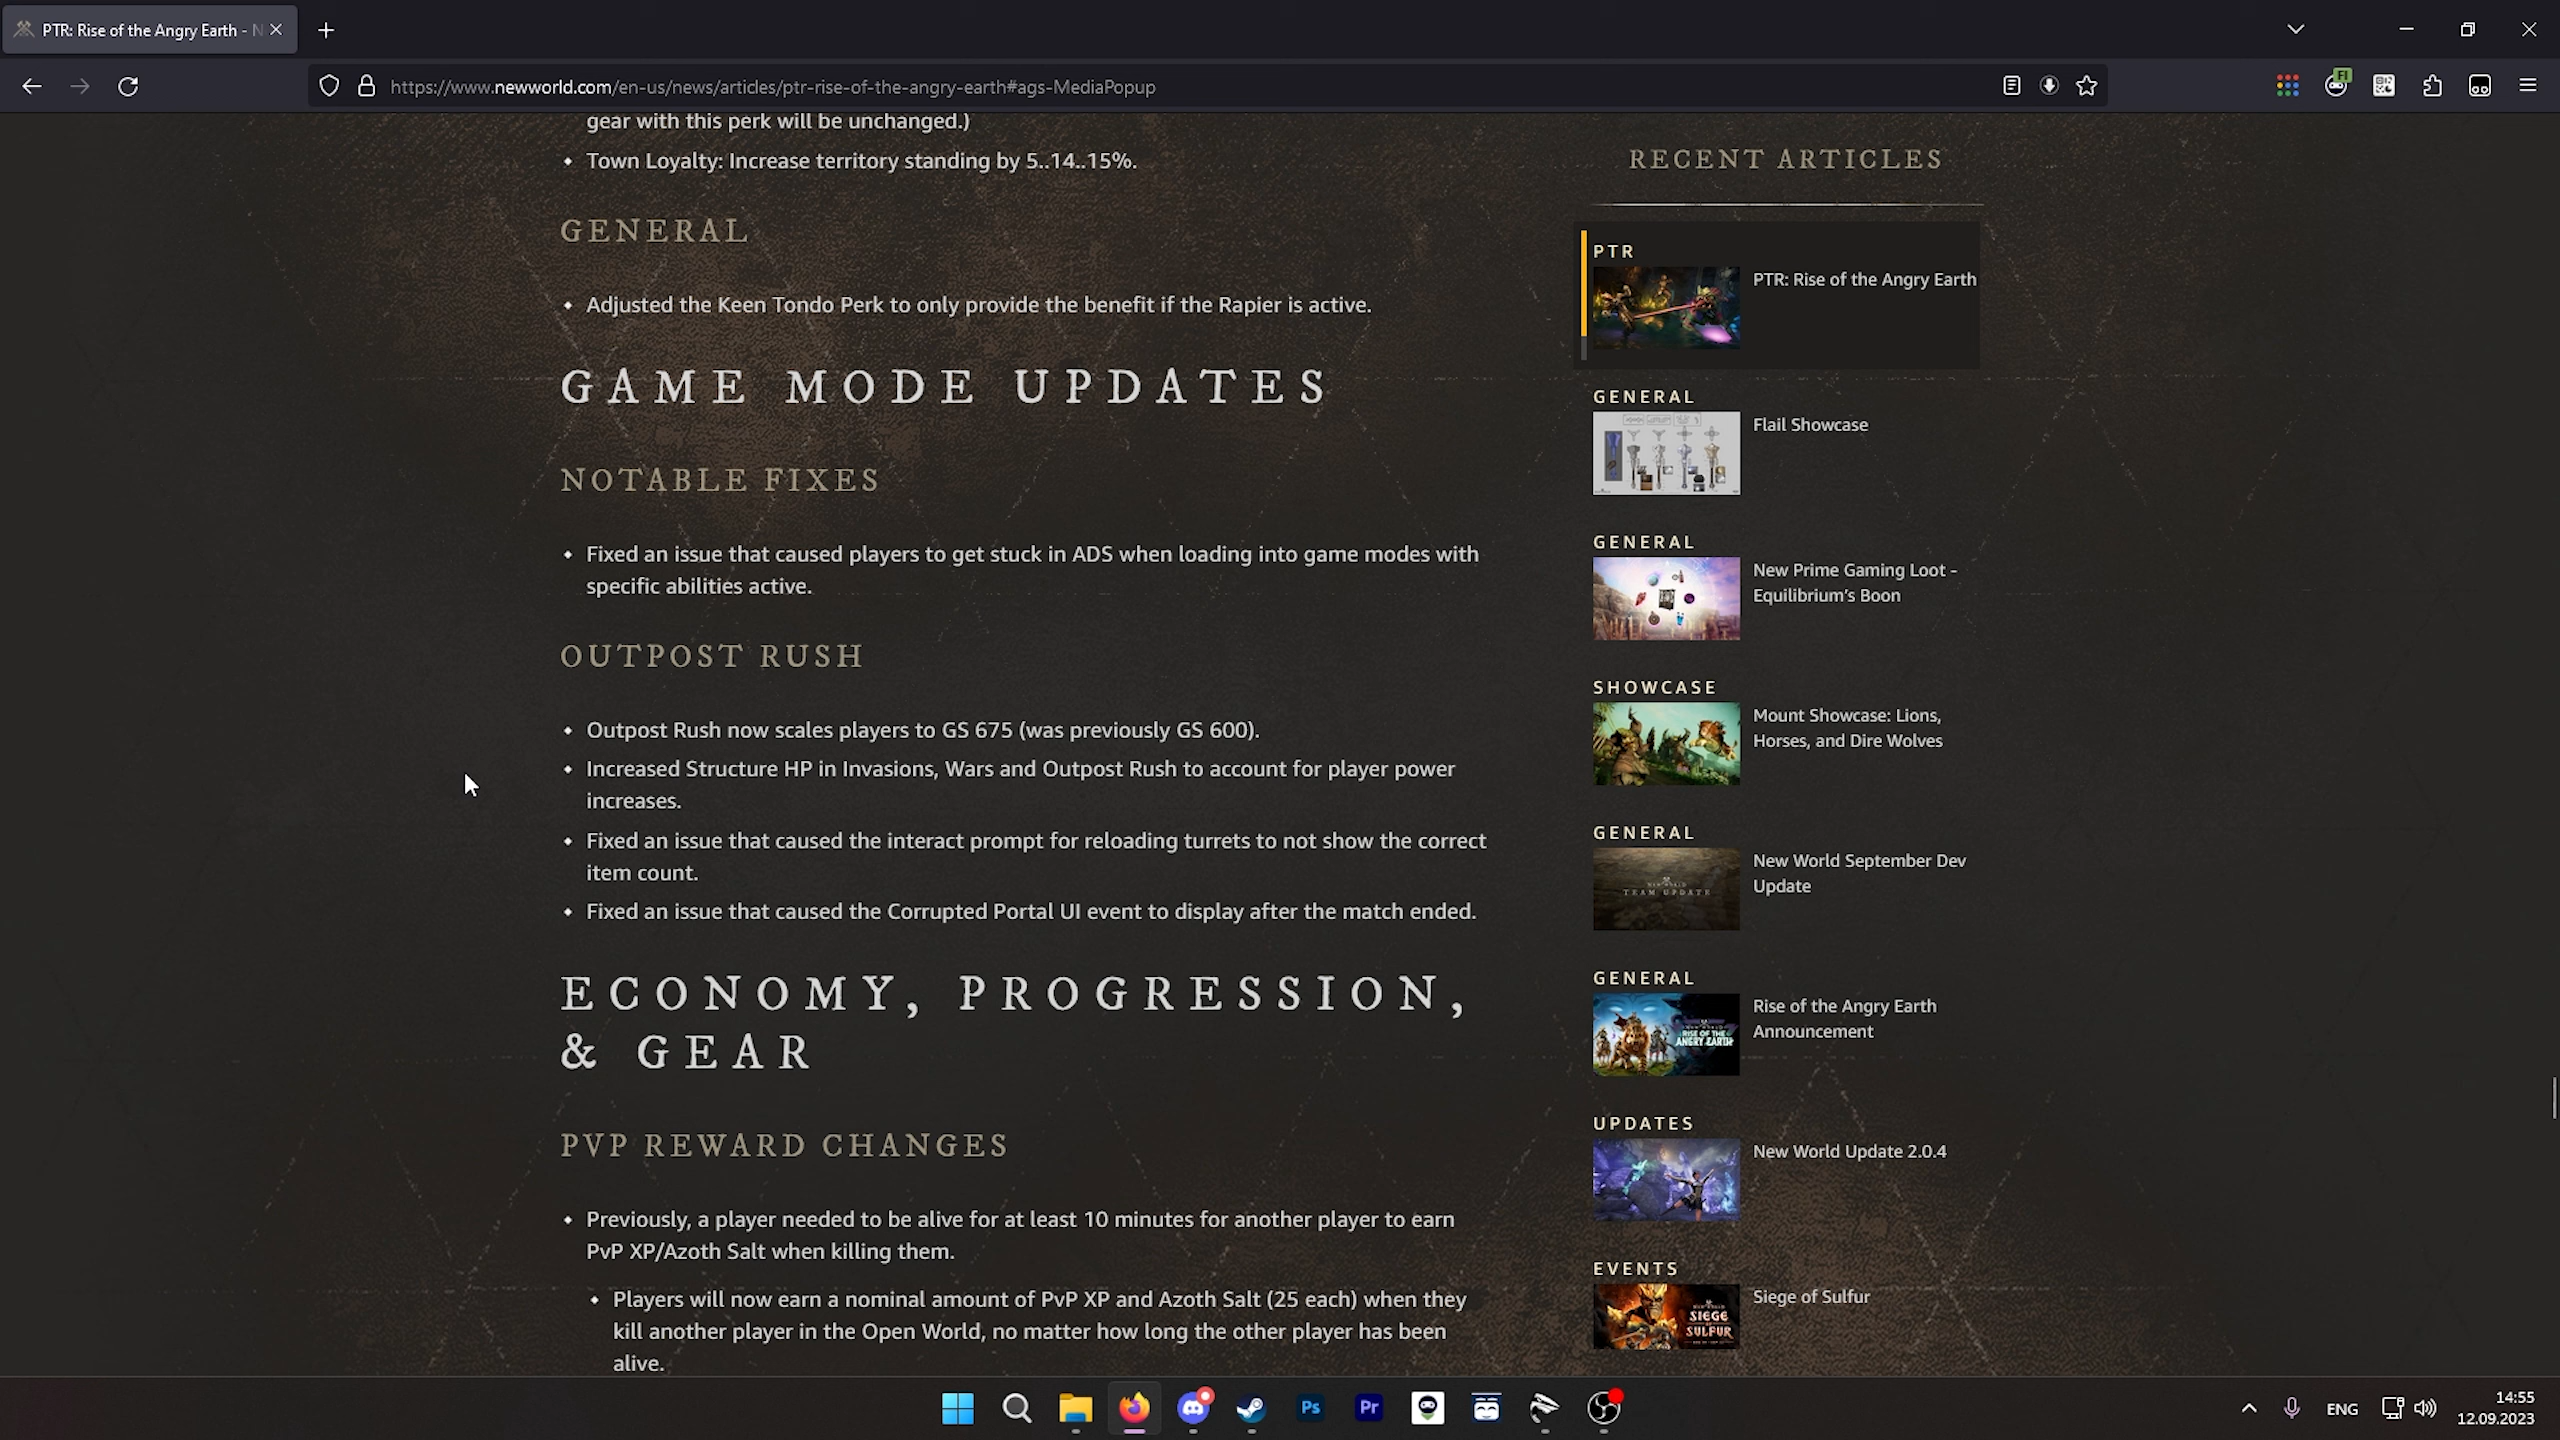 PTR: Rise of the Angry Earth - N
https://www.newworld.com/en-us/news/articles/ptr-rise-of-the-angry-earth#ags-MediaPopup
FI
gear with this perk will be unchanged.)
• Town Loyalty: Increase territory standing by 5..14..15%.
GENERAL
• Adjusted the Keen Tondo Perk to only provide the benefit if the Rapier is active.
GAME MODE UPDATES
NOTABLE FIXES
• Fixed an issue that caused players to get stuck in ADS when loading into game modes with
specific abilities active.
OUTPOST RUSH
• Outpost Rush now scales players to GS 675 (was previously GS 600).
• Increased Structure HP in Invasions, Wars and Outpost Rush to account for player power
increases.
• Fixed an issue that caused the interact prompt for reloading turrets to not show the correct
item count.
• Fixed an issue that caused the Corrupted Portal UI event to display after the match ended.
ECONOMY, PROGRESSION,
& GEAR
PVP REWARD CHANGES
• Previously, a player needed to be alive for at least 10 minutes for another player to earn
PvP XP/Azoth Salt when killing them.
• Players will now earn a nominal amount of PvP XP and Azoth Salt (25 each) when they
kill another player in the Open World, no matter how long the other player has been
alive.
RECENT ARTICLES
PTR
PTR: Rise of the Angry Earth
GENERAL
Flail Showcase
GENERAL
New Prime Gaming Loot -
Equilibrium's Boon
SHOWCASE
Mount Showcase: Lions,
Horses, and Dire Wolves
GENERAL
TEAM UPDATE
New World September Dev
Update
GENERAL
RISE OF THE
ANGRY EARTH
Rise of the Angry Earth
Announcement
UPDATES
New World Update 2.0.4
EVENTS
SIEGE
OF
SULFUR
Siege of Sulfur
Ps
Pr
ENG
14:55
12.09.2023